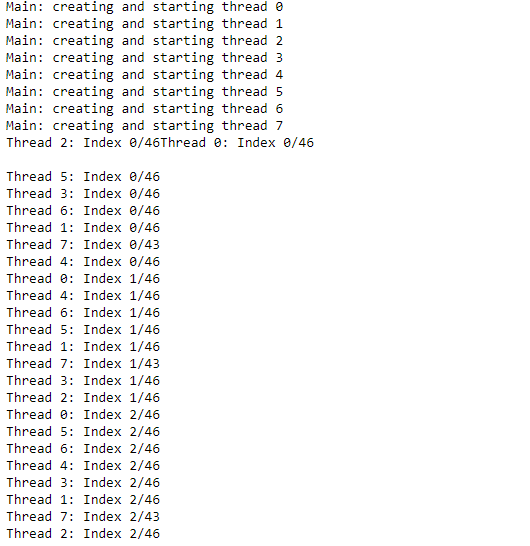 Main: creating and starting thread 0
Main: creating and starting thread 1
Main: creating and starting thread 2
Main: creating and starting thread 3
Main: creating and starting thread 4
Main: creating and starting thread 5
Main: creating and starting thread 6
Main: creating and starting thread 7
Thread 2: Index 0/46Thread 0: Index 0/46
Thread 5: Index 0/46
Thread 3: Index 0/46
Thread 6: Index 0/46
Thread 1: Index 0/46
Thread 7: Index 0/43
Thread 4: Index 0/46
Thread 0: Index 1/46
Thread 4: Index 1/46
Thread 6: Index 1/46
Thread 5: Index 1/46
Thread 1: Index 1/46
Thread 7: Index 1/43
Thread 3: Index 1/46
Thread 2: Index 1/46
Thread 0: Index 2/46
Thread 5: Index 2/46
Thread 6: Index 2/46
Thread 4: Index 2/46
Thread 3: Index 2/46
Thread 1: Index 2/46
Thread 7: Index 2/43
Thread 2: Index 2/46